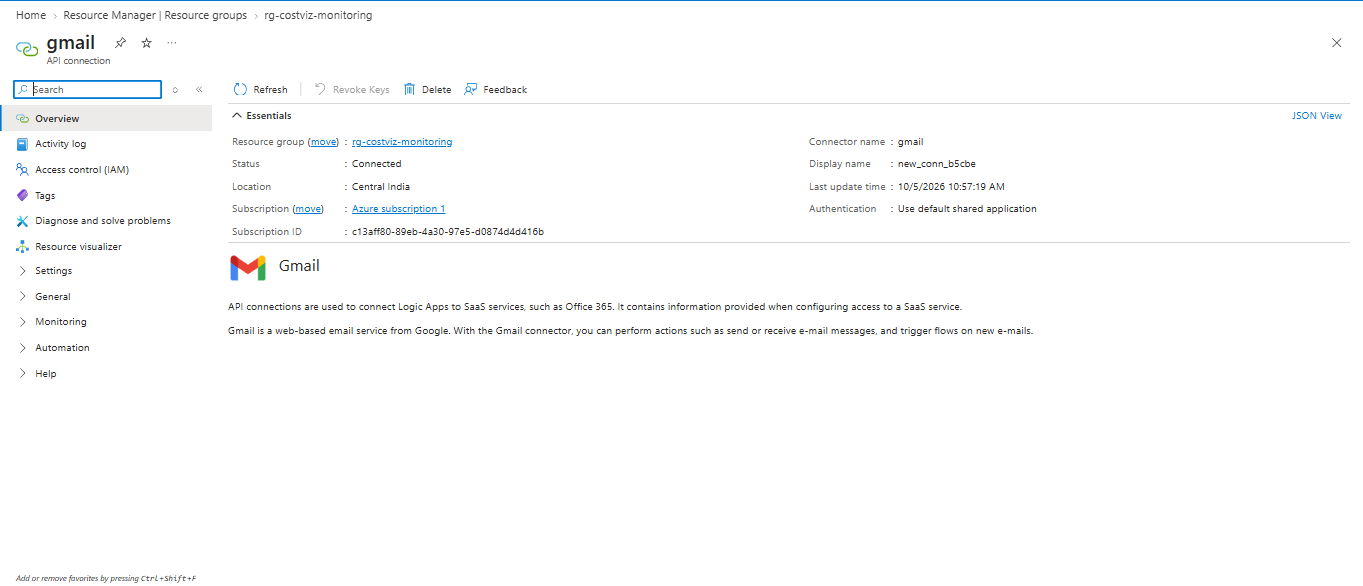 Home > Resource Manager | Resource groups > rg-costviz-monitoring
gmail
API connection
Search
Refresh Revoke Keys Delete Feedback
Overview
Activity log
Access control (IAM)
Tags
Diagnose and solve problems
Resource visualizer
Settings
General
Monitoring
Automation
Help
Essentials JSON View
Resource group (move) : rg-costviz-monitoring
Status : Connected
Location : Central India
Subscription (move) : Azure subscription 1
Subscription ID : c13aff80-89eb-4a30-97e5-d0874d4d416b
Connector name : gmail
Display name : new_conn_b5cbe
Last update time : 10/5/2026 10:57:19 AM
Authentication : Use default shared application
Gmail
API connections are used to connect Logic Apps to SaaS services, such as Office 365. It contains information provided when configuring access to a SaaS service.
Gmail is a web-based email service from Google. With the Gmail connector, you can perform actions such as send or receive e-mail messages, and trigger flows on new e-mails.
Add or remove favorites by pressing Ctrl+Shift+F